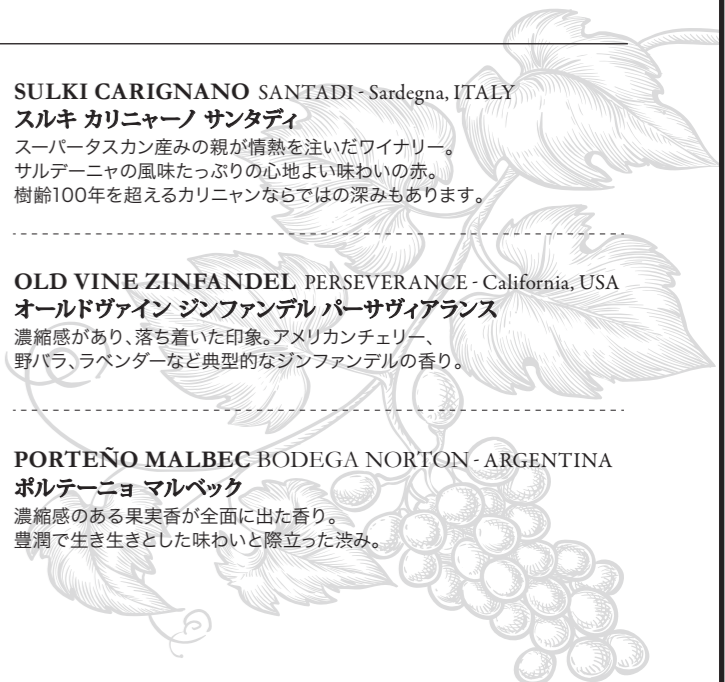 SULKI CARIGNANO SANTADI - Sardegna, ITALY
スルキ カリニャーノ サンタディ
スーパータスカン産みの親が情熱を注いだワイナリー。
サルデーニャの風味たっぷりの心地よい味わいの赤。
樹齢100年を超えるカリニャンならではの深みもあります。
OLD VINE ZINFANDEL PERSEVERANCE - California, USA
オールドヴァイン ジンファンデル パーサヴィアランス
濃縮感があり、落ち着いた印象。アメリカンチェリー、
野バラ、ラベンダーなど典型的なジンファンデルの香り。
PORTEÑO MALBEC BODEGA NORTON - ARGENTINA
ポルテーニョ マルベック
濃縮感のある果実香が全面に出た香り。
豊潤で生き生きとした味わいと際立った渋み。